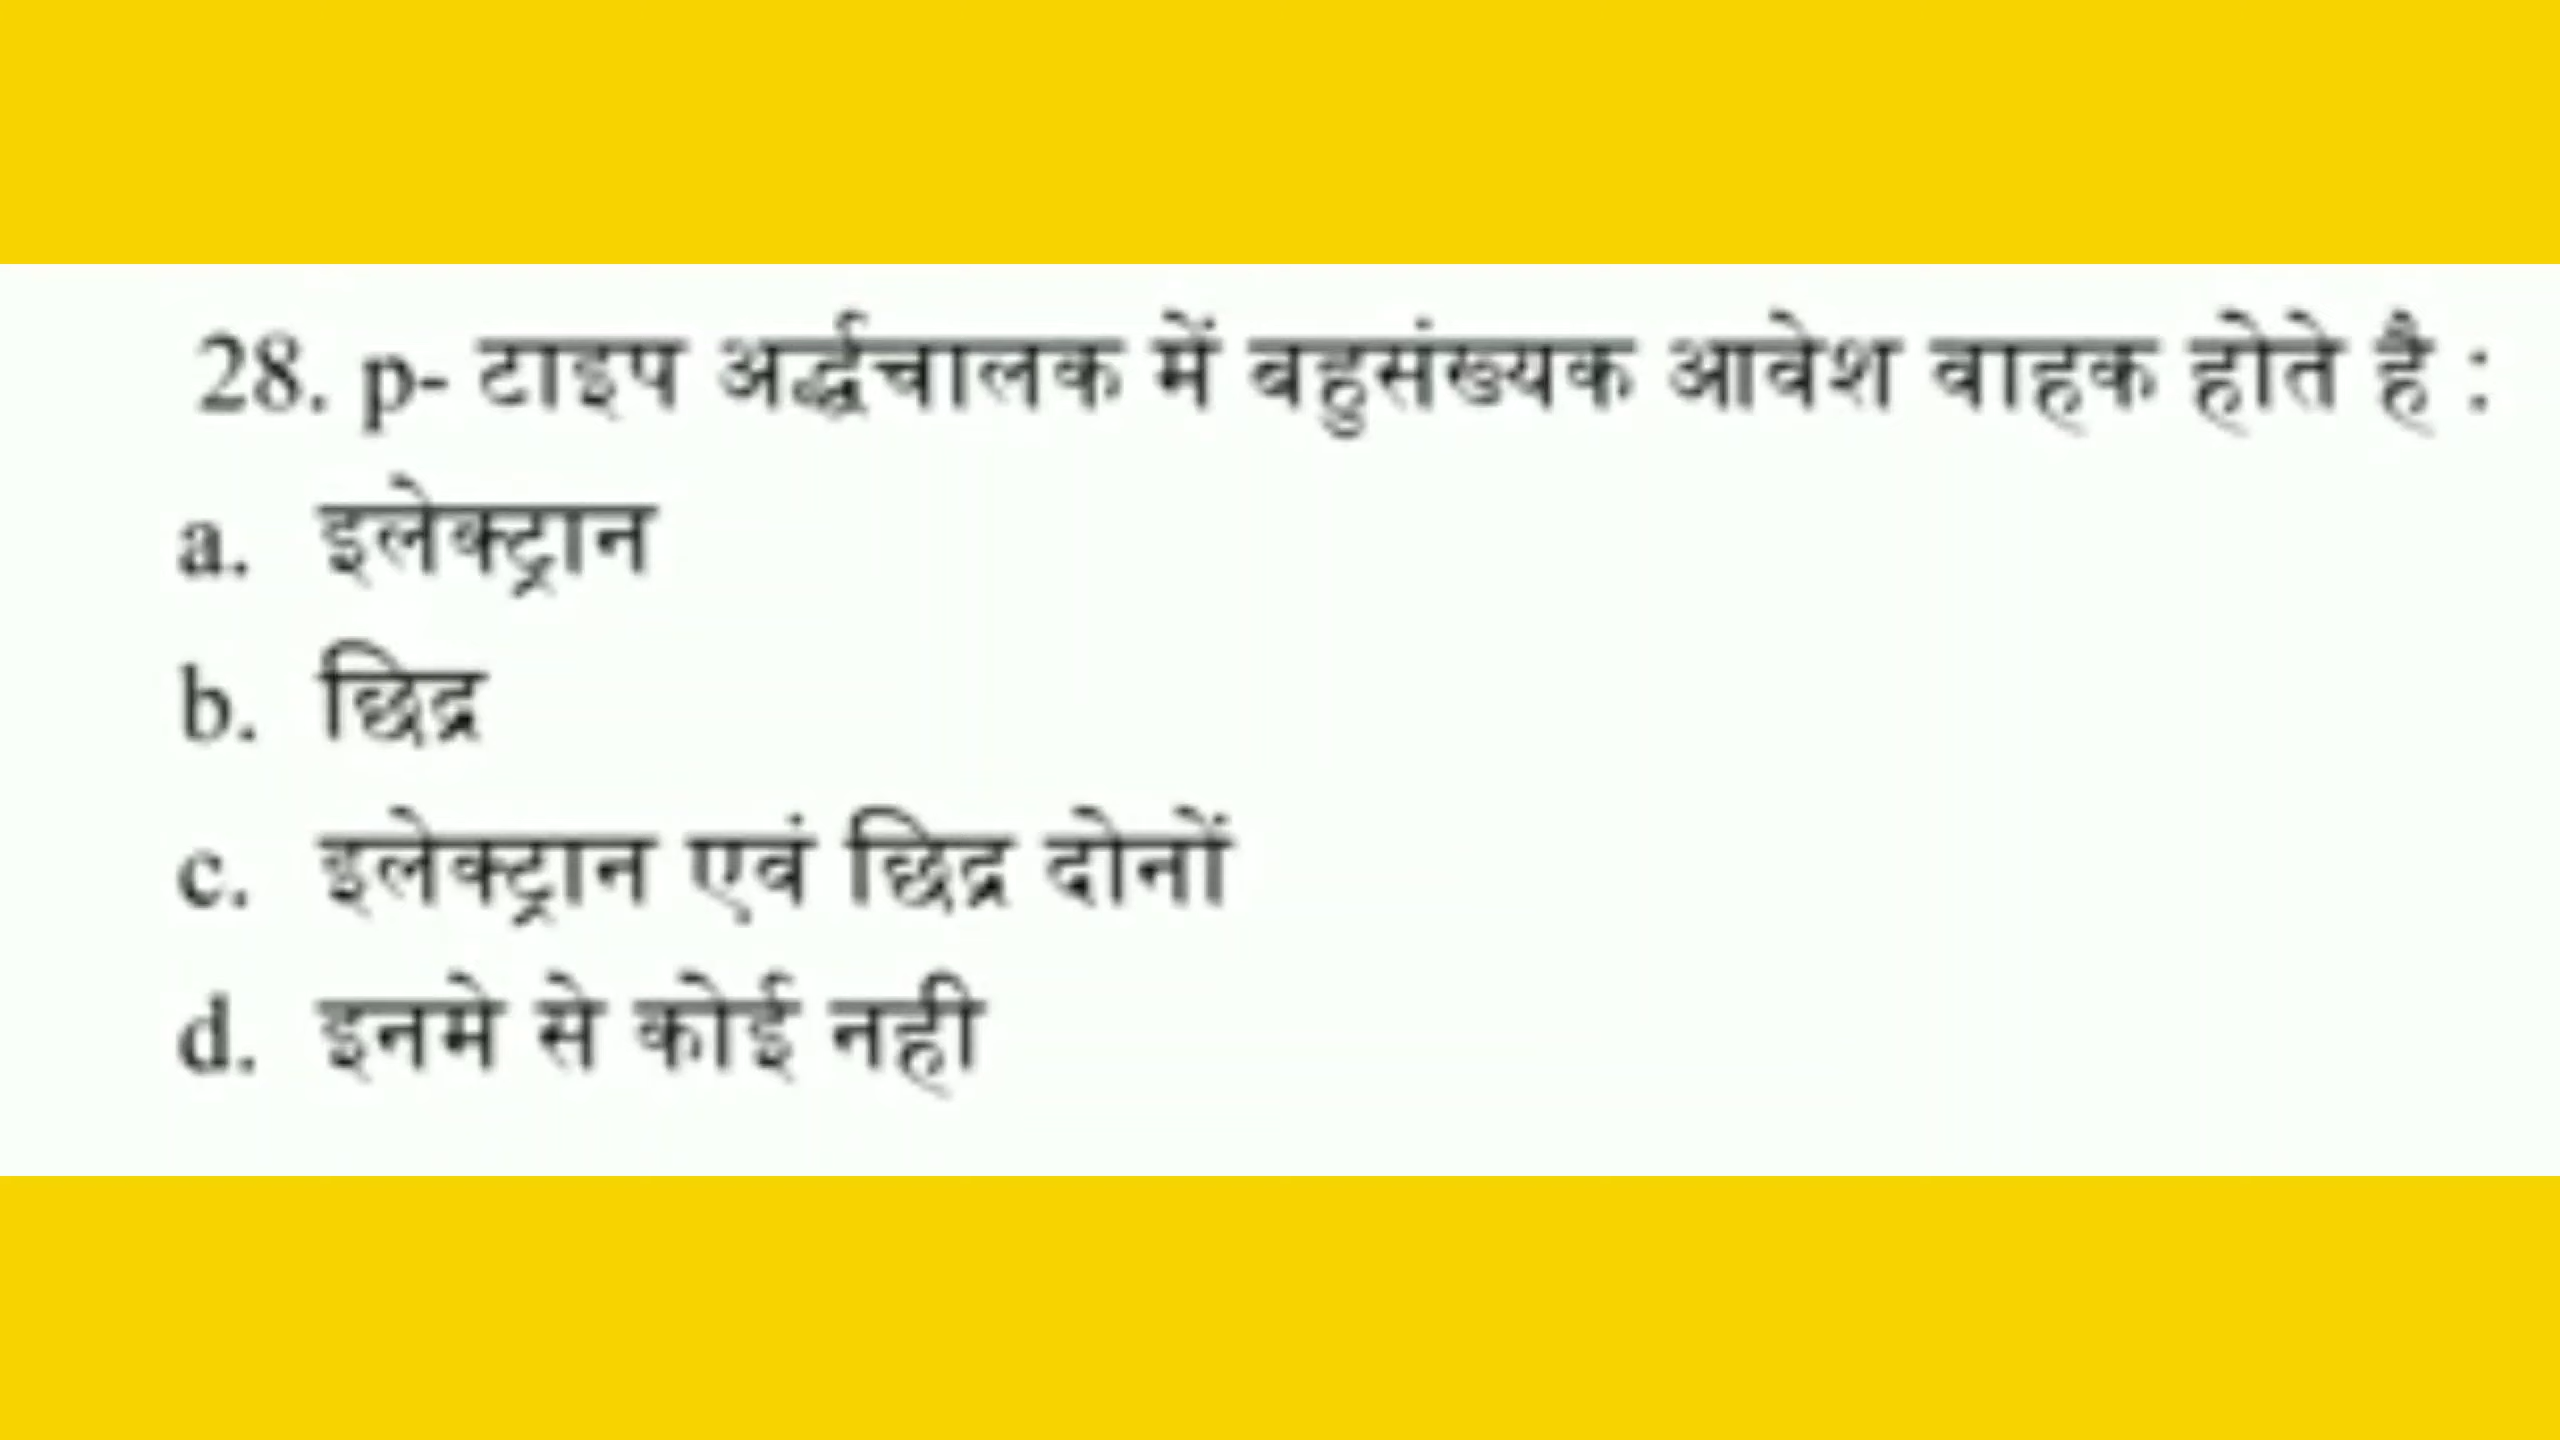 28. p- टाइप अर्द्धचालक में बहुसंख्यक आवेश वाहक होते है :
a. इलेक्ट्रान
b. छिद्र
c. इलेक्ट्रान एवं छिद्र दोनों
d. इनमे से कोई नही